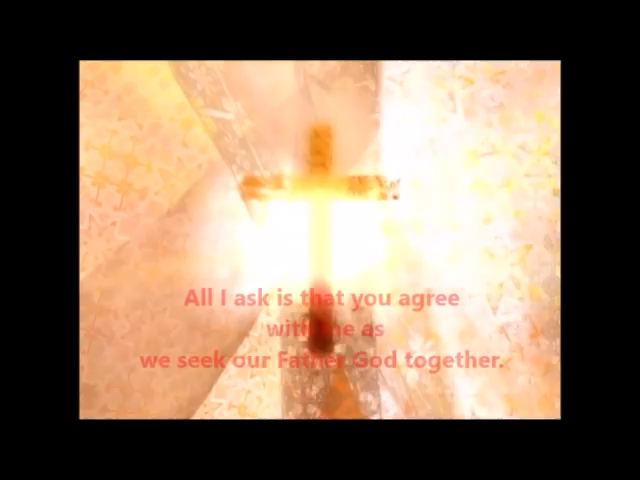 All I ask is that you agree
with me as
we seek our Father God together.